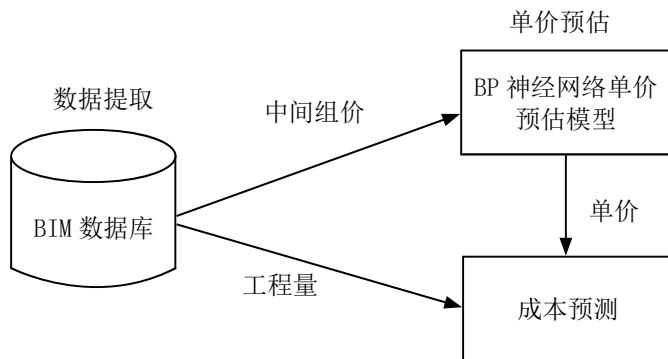 单价预估
数据提取
BP 神经网络单价
预估模型
中间组价
BIM 数据库
单价
工程量
成本预测